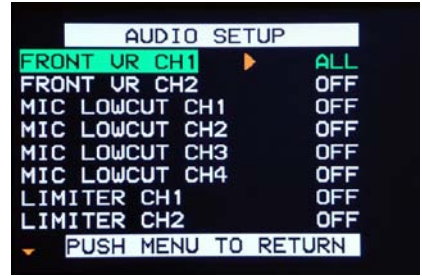 AUDIO SETUP
FRONT VR CH1 ALL
FRONT VR CH2 OFF
MIC LOWCUT CH1 OFF
MIC LOWCUT CH2 OFF
MIC LOWCUT CH3 OFF
MIC LOWCUT CH4 OFF
LIMITER CH1 OFF
LIMITER CH2 OFF
PUSH MENU TO RETURN